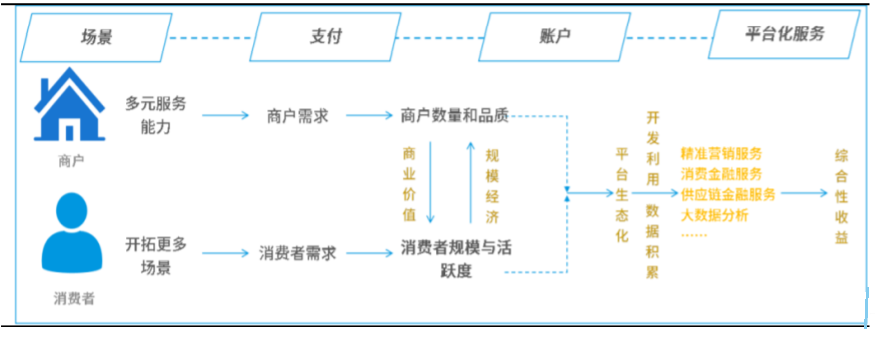 场景
支付
账户
平台化服务
多元服务
能力
商户需求
商户数量和品质
商户
商业价值
规模经济
平台生态化
开发利用 数据积累
精准营销服务
消费金融服务
供应链金融服务
大数据分析
……
综合性收益
开拓更多
场景
消费者需求
消费者规模与活
跃度
消费者